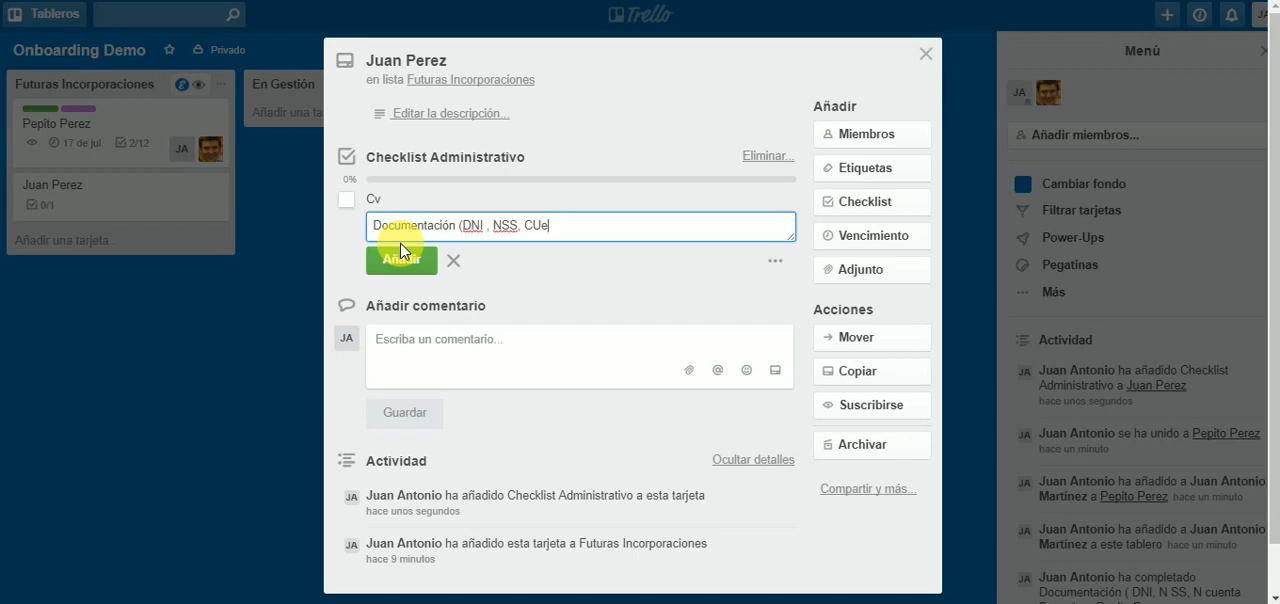 Tableros
Trello
JA
Onboarding Demo
Privado
Futuras Incorporaciones
Pepito Perez
17 de jul.
2/12
JA
Juan Perez
0/1
Añadir una tarjeta...
En Gestión
Añadir una ta
Juan Perez
en lista Futuras Incorporaciones
Editar la descripción...
Checklist Administrativo
Eliminar...
0%
Cv
Documentación (DNI , NSS, CUe
Añadir
Añadir comentario
JA
Escriba un comentario...
@
Guardar
Actividad
Ocultar detalles
JA
Juan Antonio ha añadido Checklist Administrativo a esta tarjeta
hace unos segundos
JA
Juan Antonio ha añadido esta tarjeta a Futuras Incorporaciones
hace 9 minutos
Añadir
Miembros
Etiquetas
Checklist
Vencimiento
Adjunto
Acciones
Mover
Copiar
Suscribirse
Archivar
Compartir y más...
Menú
JA
Añadir miembros...
Cambiar fondo
Filtrar tarjetas
Power-Ups
Pegatinas
Más
Actividad
JA
Juan Antonio ha añadido Checklist
Administrativo a Juan Perez
hace unos segundos
JA
Juan Antonio se ha unido a Pepito Perez
hace un minuto
JA
Juan Antonio ha añadido a Juan Antonio
Martinez a Pepito Perez hace un minuto
JA
Juan Antonio ha añadido a Juan Antonio
Martinez a este tablero hace un minuto
JA
Juan Antonio ha completado
Documentación ( DNI, N SS, N cuenta